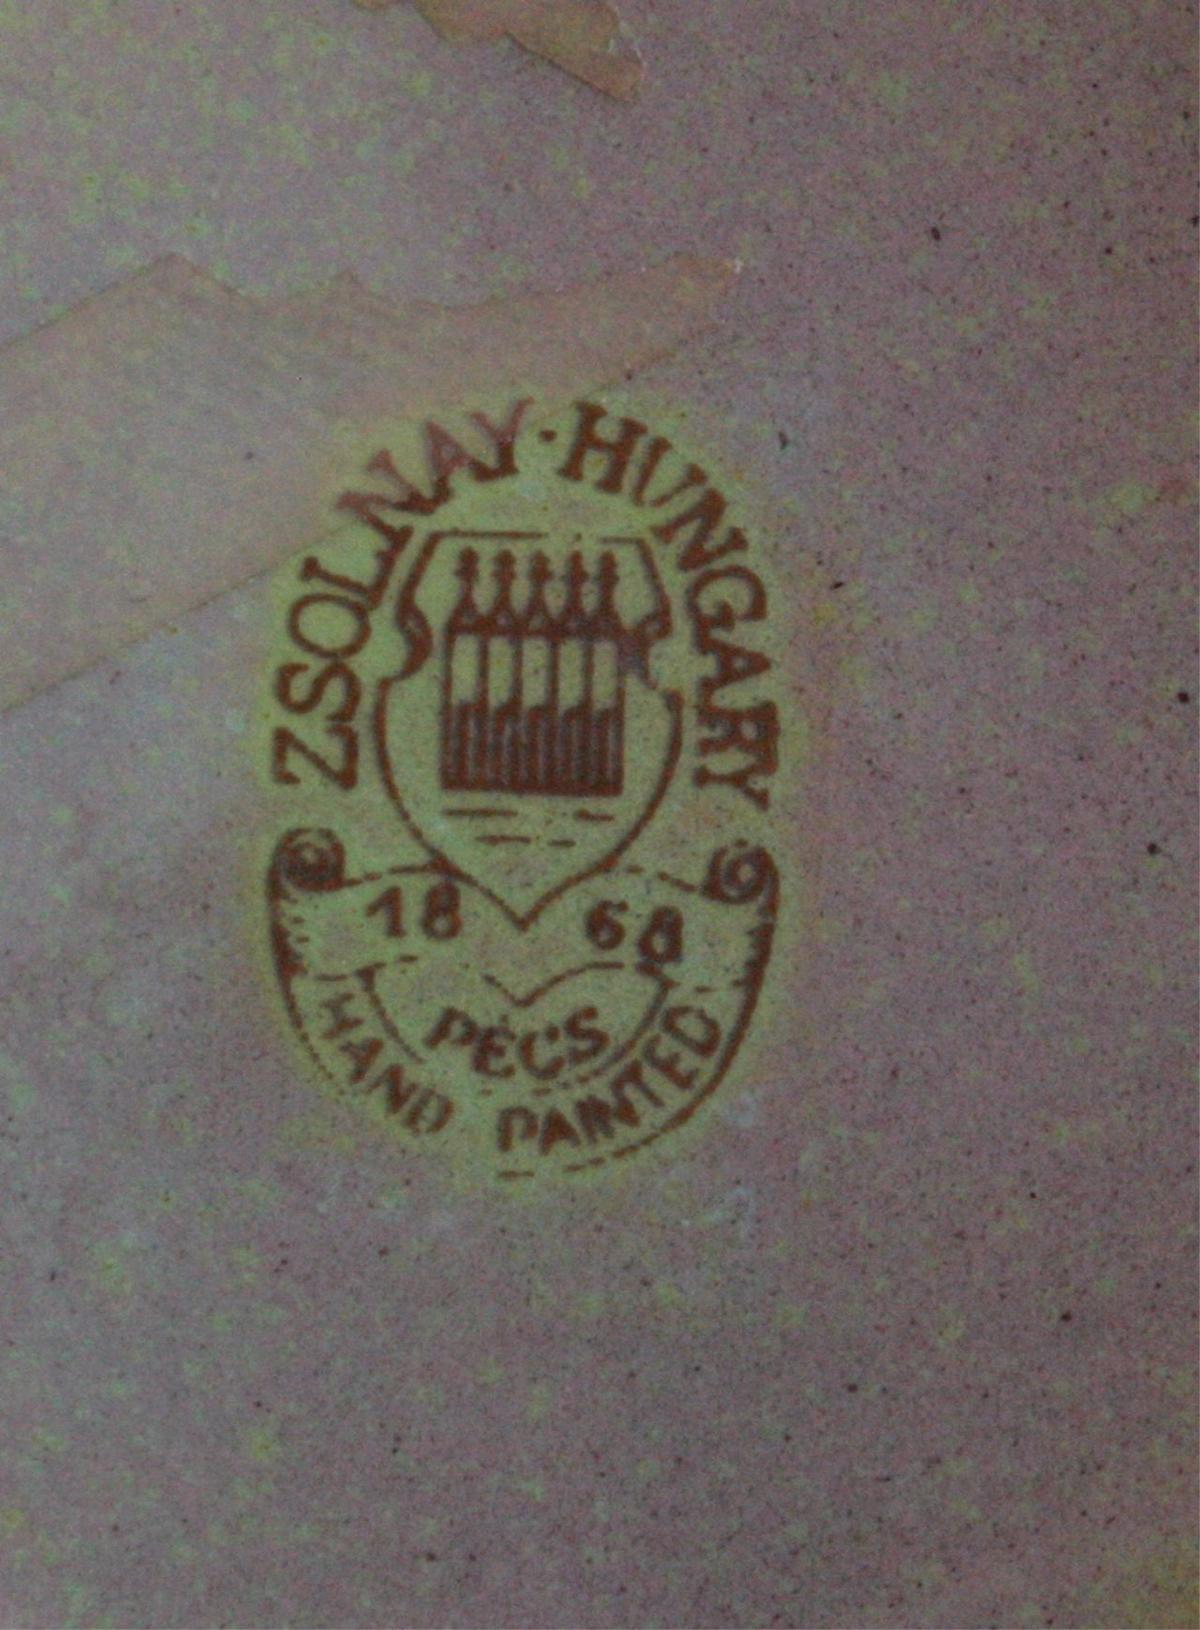 ZSOLNAY · HUNGARY
18 68
PÉCS
HAND PAINTED